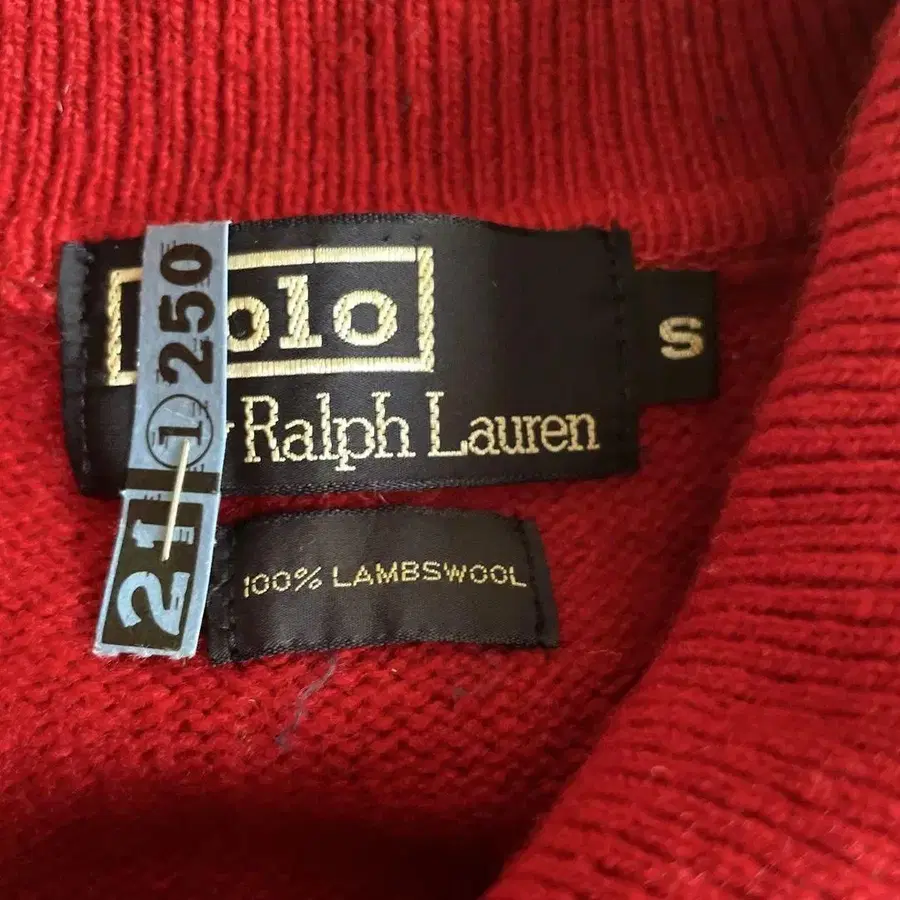 olo
Ralph Lauren
S
100% LAMBSWOOL
21 ① 250